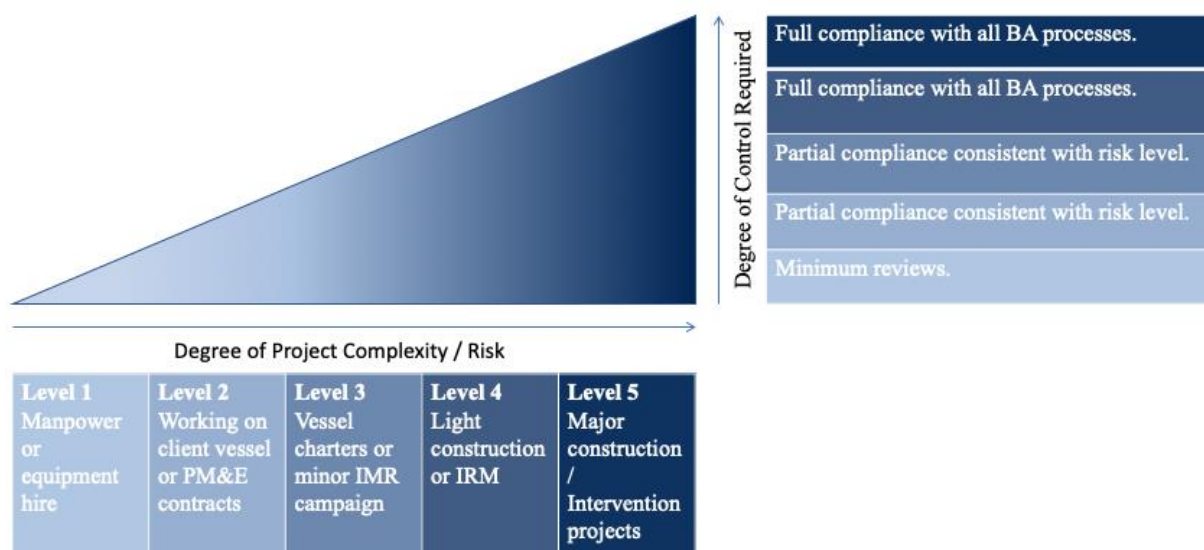 Degree of Control Required
Full compliance with all BA processes.
Full compliance with all BA processes.
Partial compliance consistent with risk level.
Partial compliance consistent with risk level.
Minimum reviews.
Degree of Project Complexity / Risk
Level 1
Manpower
or
equipment
hire
Level 2
Working on
client vessel
or PM&E
contracts
Level 3
Vessel
charters or
minor IMR
campaign
Level 4
Light
construction
or IRM
Level 5
Major
construction
/
Intervention
projects